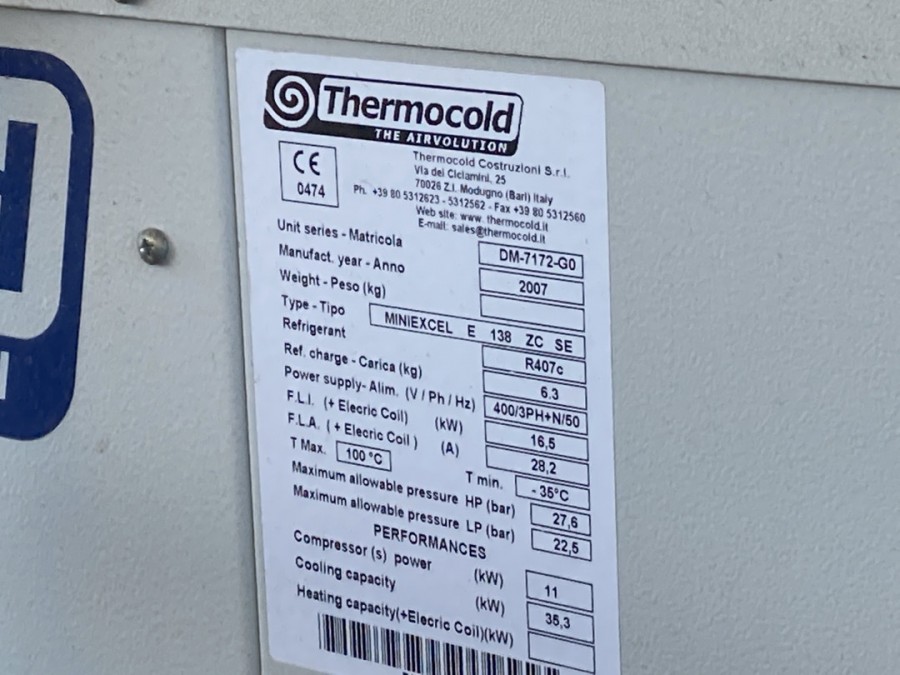 Thermocold
THE AIRVOLUTION
CE
0474
Thermocold Costruzioni S.r.l.
Via dei Ciclamini, 25
70026 Z.I. Modugno (Bari) Italy
Ph. +39 80 5312623 - 5312562 - Fax +39 80 5312560
Web site: www. thermocold.it
E-mail: sales@thermocold.it
Unit series - Matricola DM-7172-G0
Manufact. year - Anno 2007
Weight - Peso (kg)
Type - Tipo MINIEXCEL E 138 ZC SE
Refrigerant R407c
Ref. charge - Carica (kg) 6.3
Power supply- Alim. (V / Ph / Hz) 400/3PH+N/50
F.L.I. (+ Elecric Coil) (kW) 16,5
F.L.A. ( + Elecric Coil ) (A) 28,2
T Max. 100 °C T min. - 35°C
Maximum allowable pressure HP (bar) 27,6
Maximum allowable pressure LP (bar) 22,5
PERFORMANCES
Compressor (s) power (kW) 11
Cooling capacity (kW) 35,3
Heating capacity(+Elecric Coil)(kW)